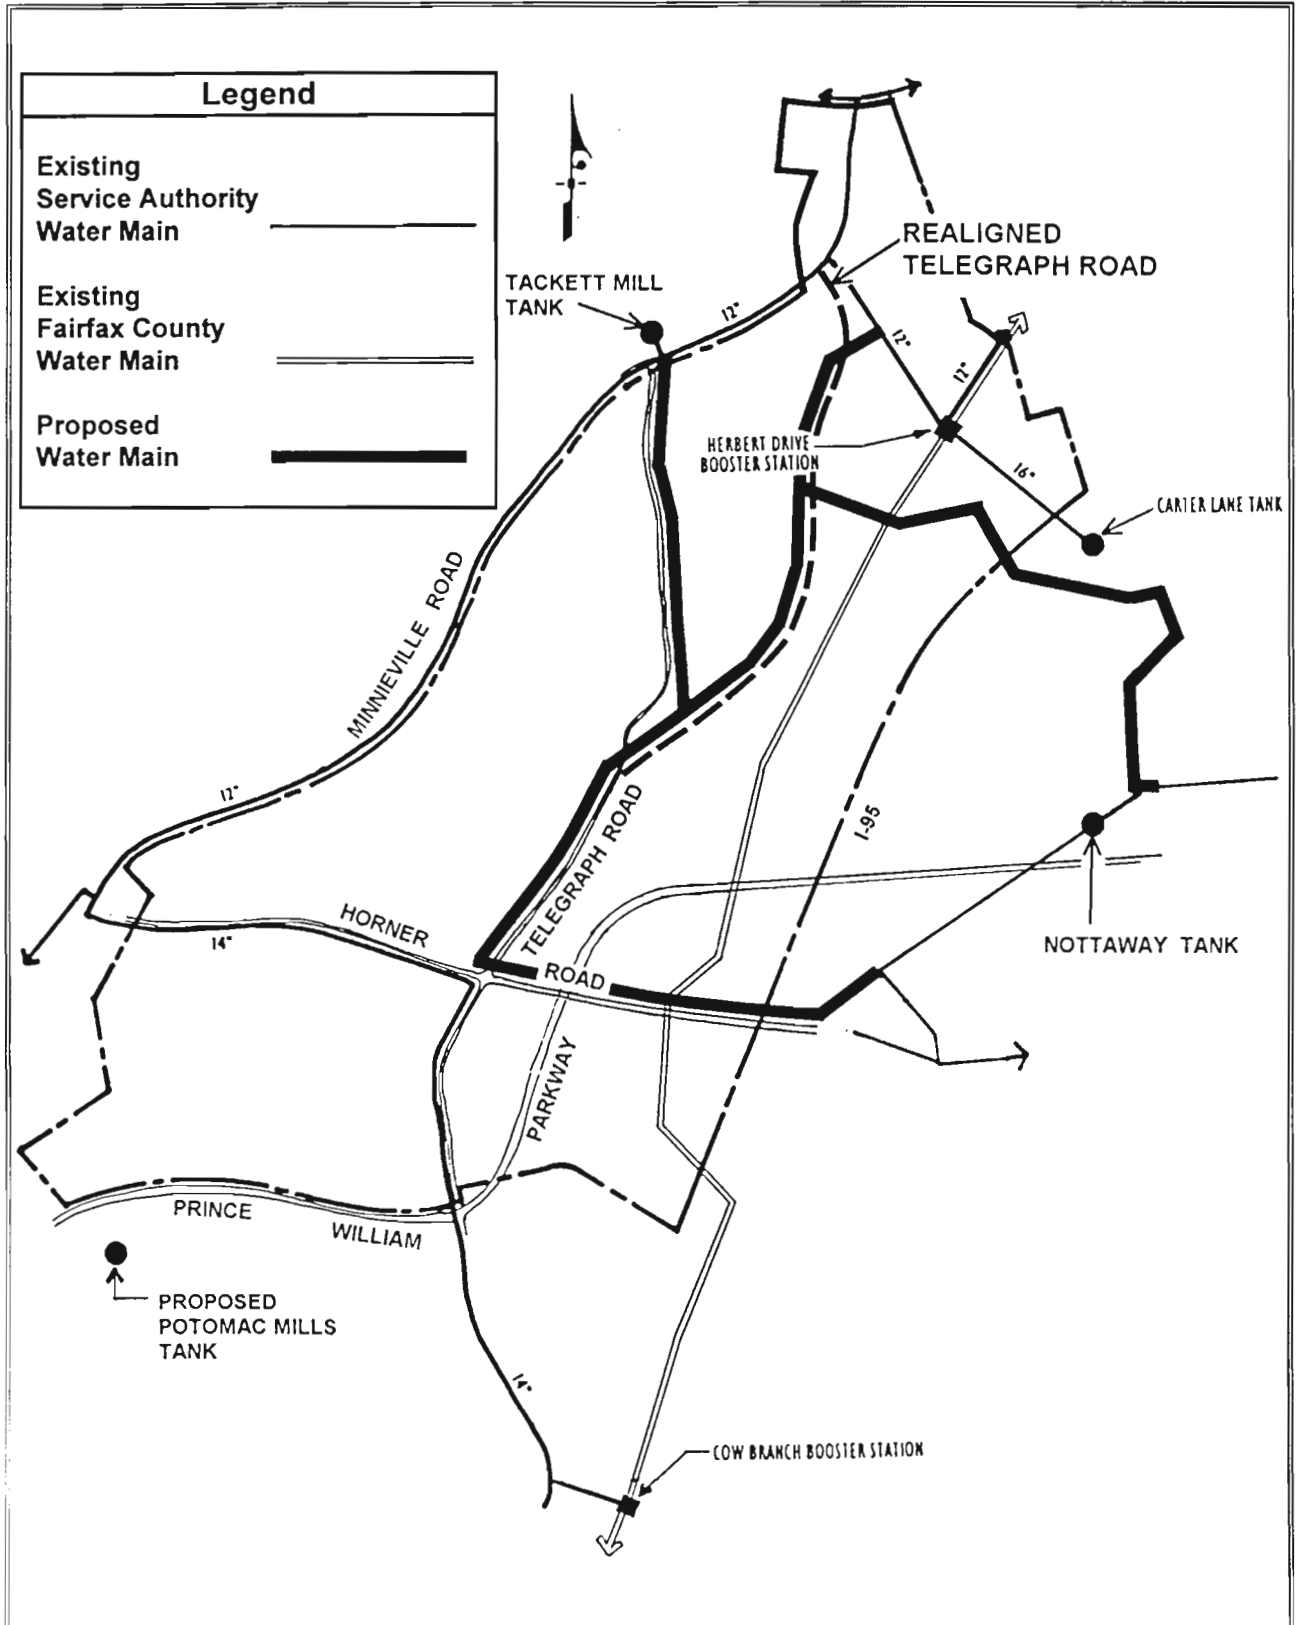 Legend
Existing
Service Authority
Water Main
Existing
Fairfax County
Water Main
Proposed
Water Main
REALIGNED
TELEGRAPH ROAD
TACKETT MILL
TANK
12"
12"
12"
HERBERT DRIVE
BOOSTER STATION
16"
CARTER LANE TANK
MINNIEVILLE ROAD
12"
TELEGRAPH ROAD
I-95
HORNER
ROAD
14"
NOTTAWAY TANK
PARKWAY
PRINCE
WILLIAM
PROPOSED
POTOMAC MILLS
TANK
14"
COW BRANCH BOOSTER STATION